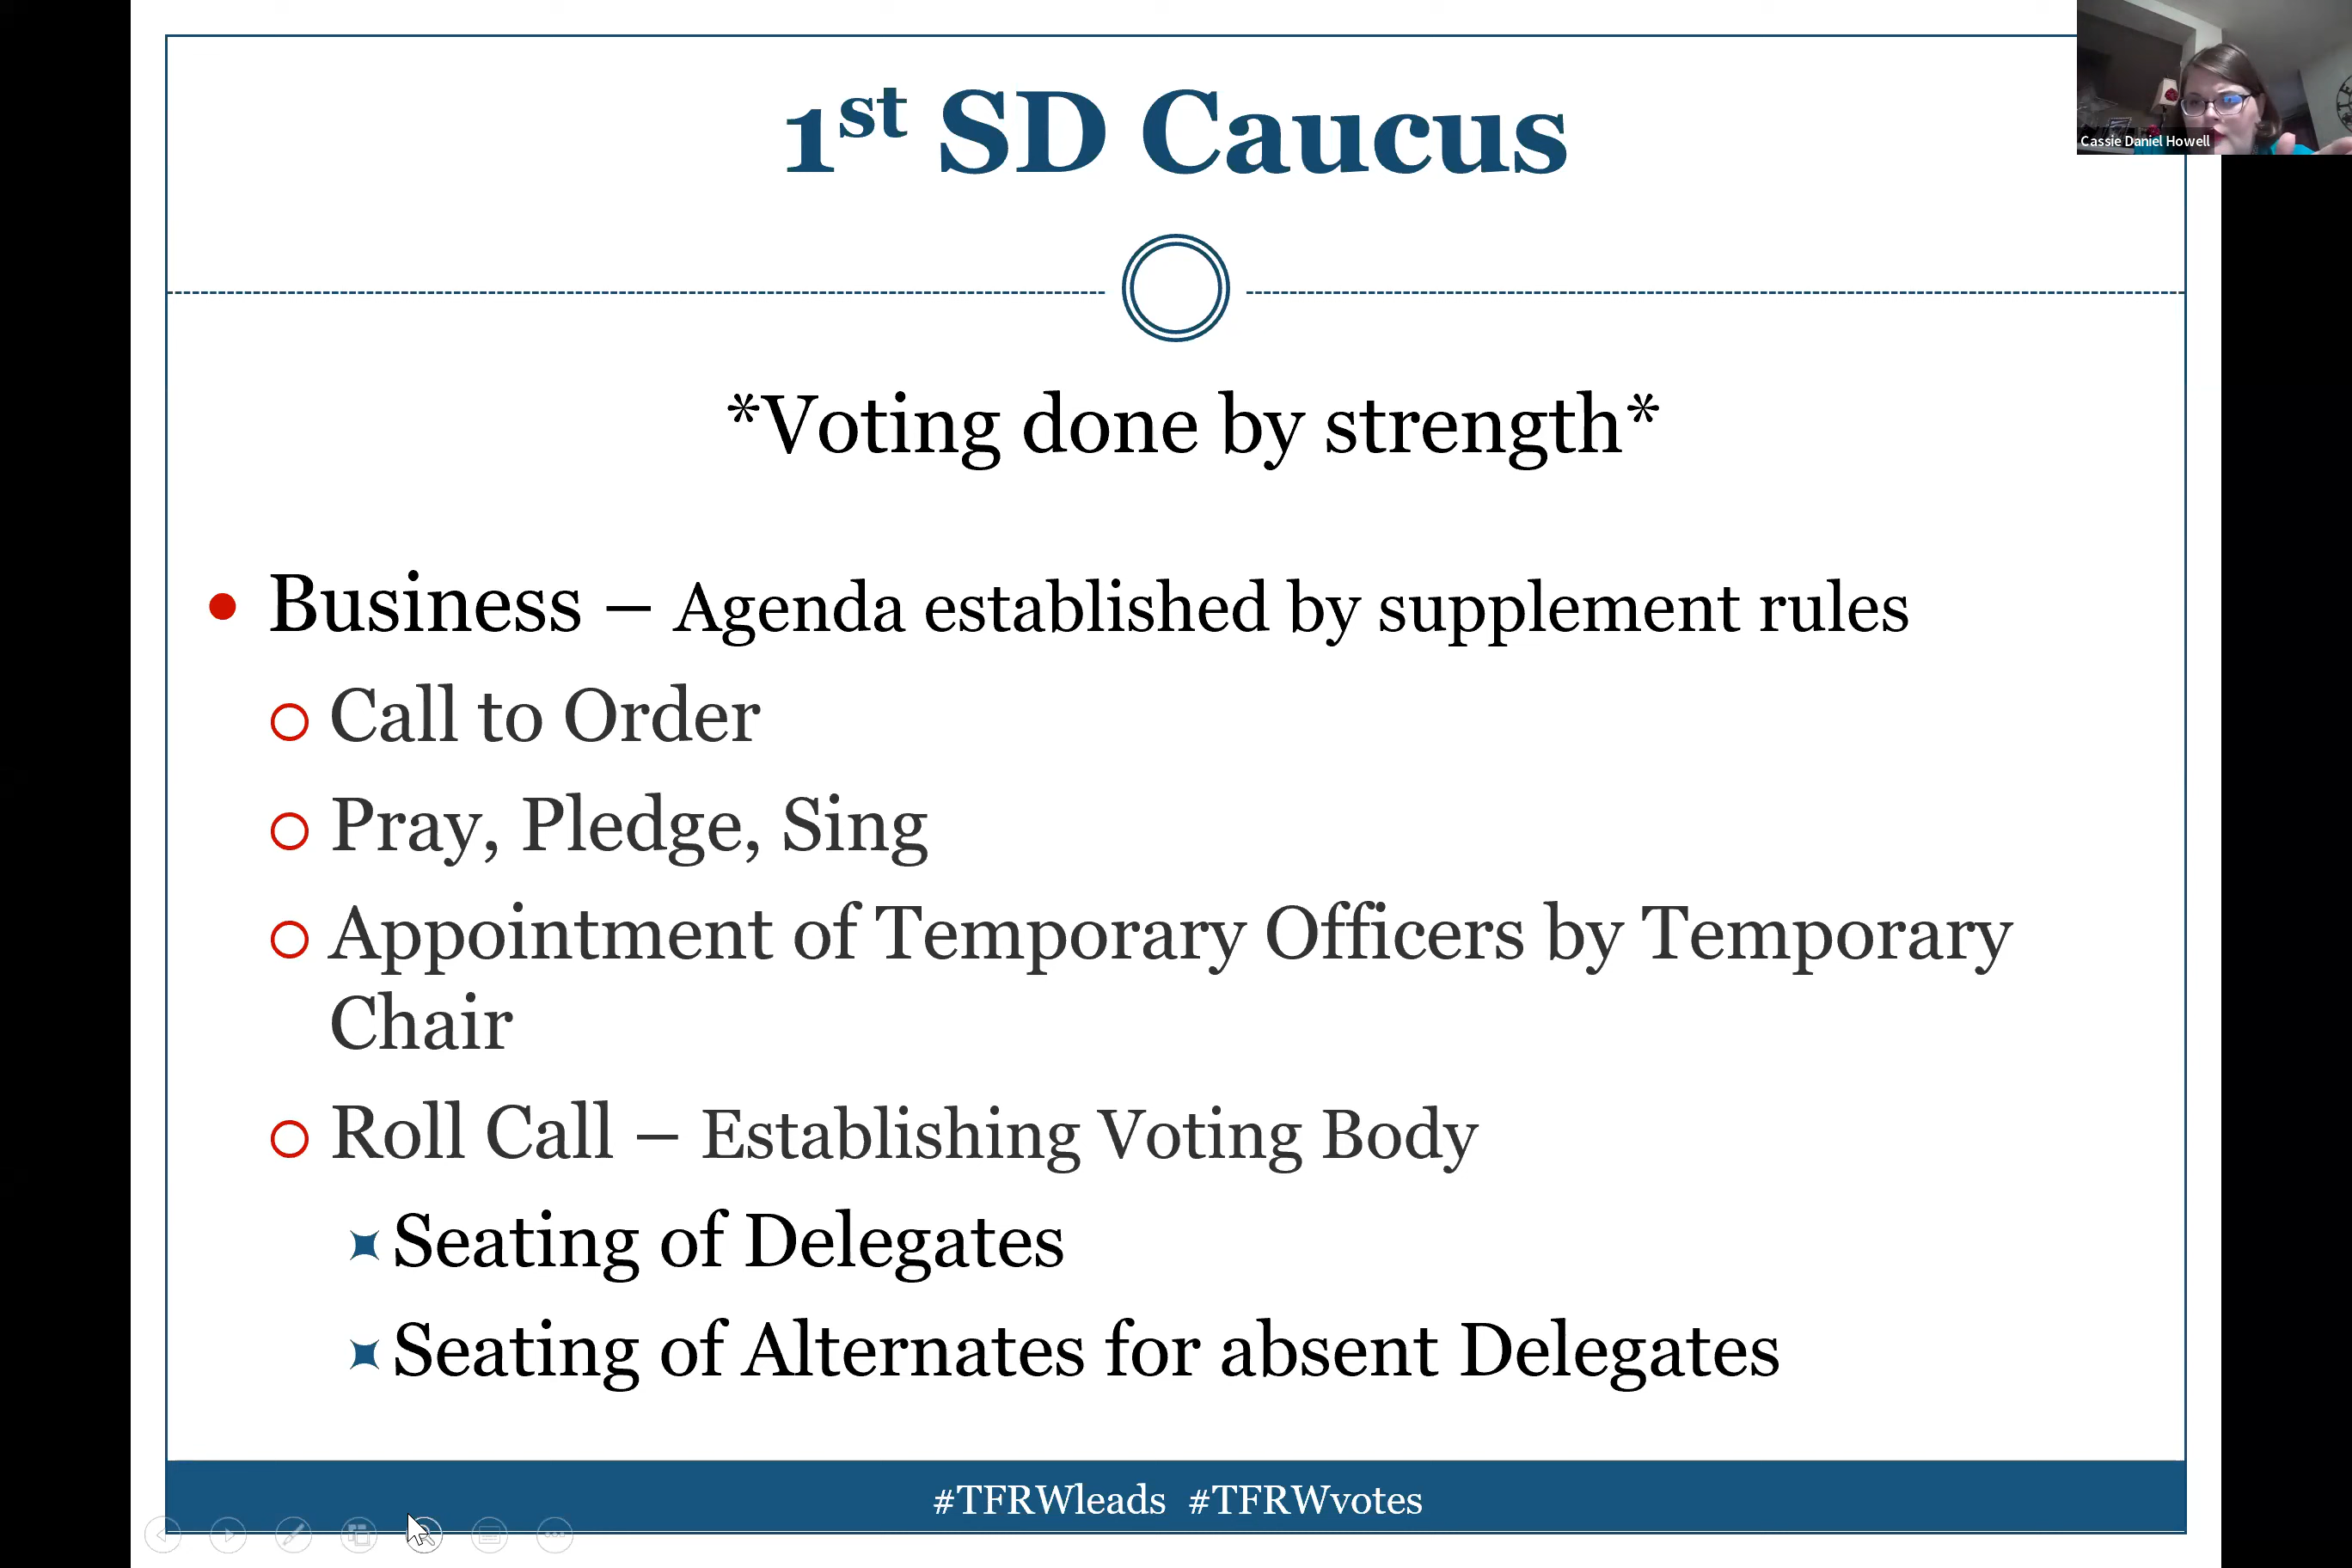 1st SD Caucus
Cassie Daniel Howell
*Voting done by strength*
Business – Agenda established by supplement rules
Call to Order
Pray, Pledge, Sing
Appointment of Temporary Officers by Temporary
Chair
Roll Call – Establishing Voting Body
Seating of Delegates
Seating of Alternates for absent Delegates
#TFRWleads #TFRWvotes